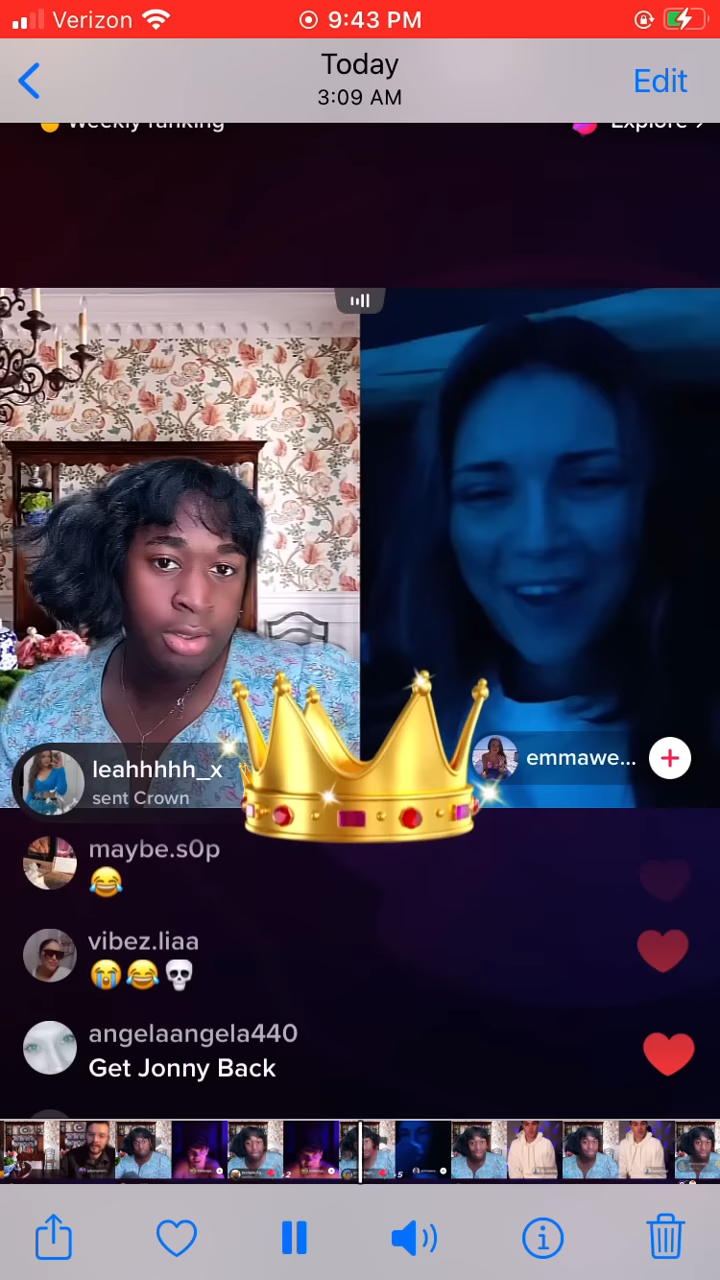 Verizon
9:43 PM
Today
3:09 AM
Edit
Weekly ranking
Explore
leahhhhh_x
sent Crown
emmawe...
maybe.s0p
😂
vibez.liaa
😭😂💀
angelaangela440
Get Jonny Back